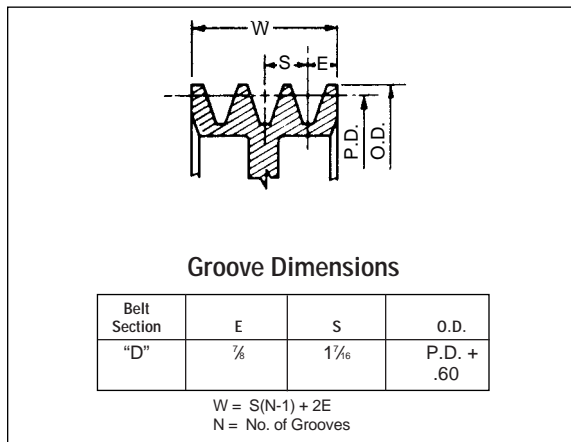 W
S E
P.D.
O.D.
Groove Dimensions
Belt Section E S O.D.
"D" ⅞ 1⁷⁄₁₆ P.D. + .60
W = S(N-1) + 2E
N = No. of Grooves